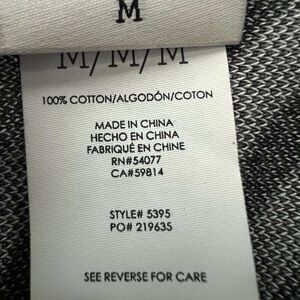 M
M/M/M
100% COTTON/ALGODÓN/COTON
MADE IN CHINA
HECHO EN CHINA
FABRIQUÉ EN CHINE
RN#54077
CA#59814
STYLE# 5395
PO# 219635
SEE REVERSE FOR CARE